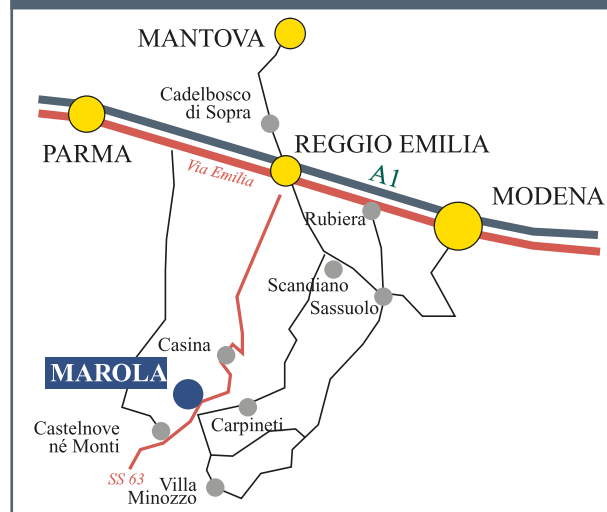 MANTOVA
Cadelbosco
di Sopra
PARMA
Via Emilia
REGGIO EMILIA
A1
MODENA
Rubiera
Scandiano
Sassuolo
Casina
MAROLA
Castelnove
né Monti
Carpineti
SS 63
Villa
Minozzo